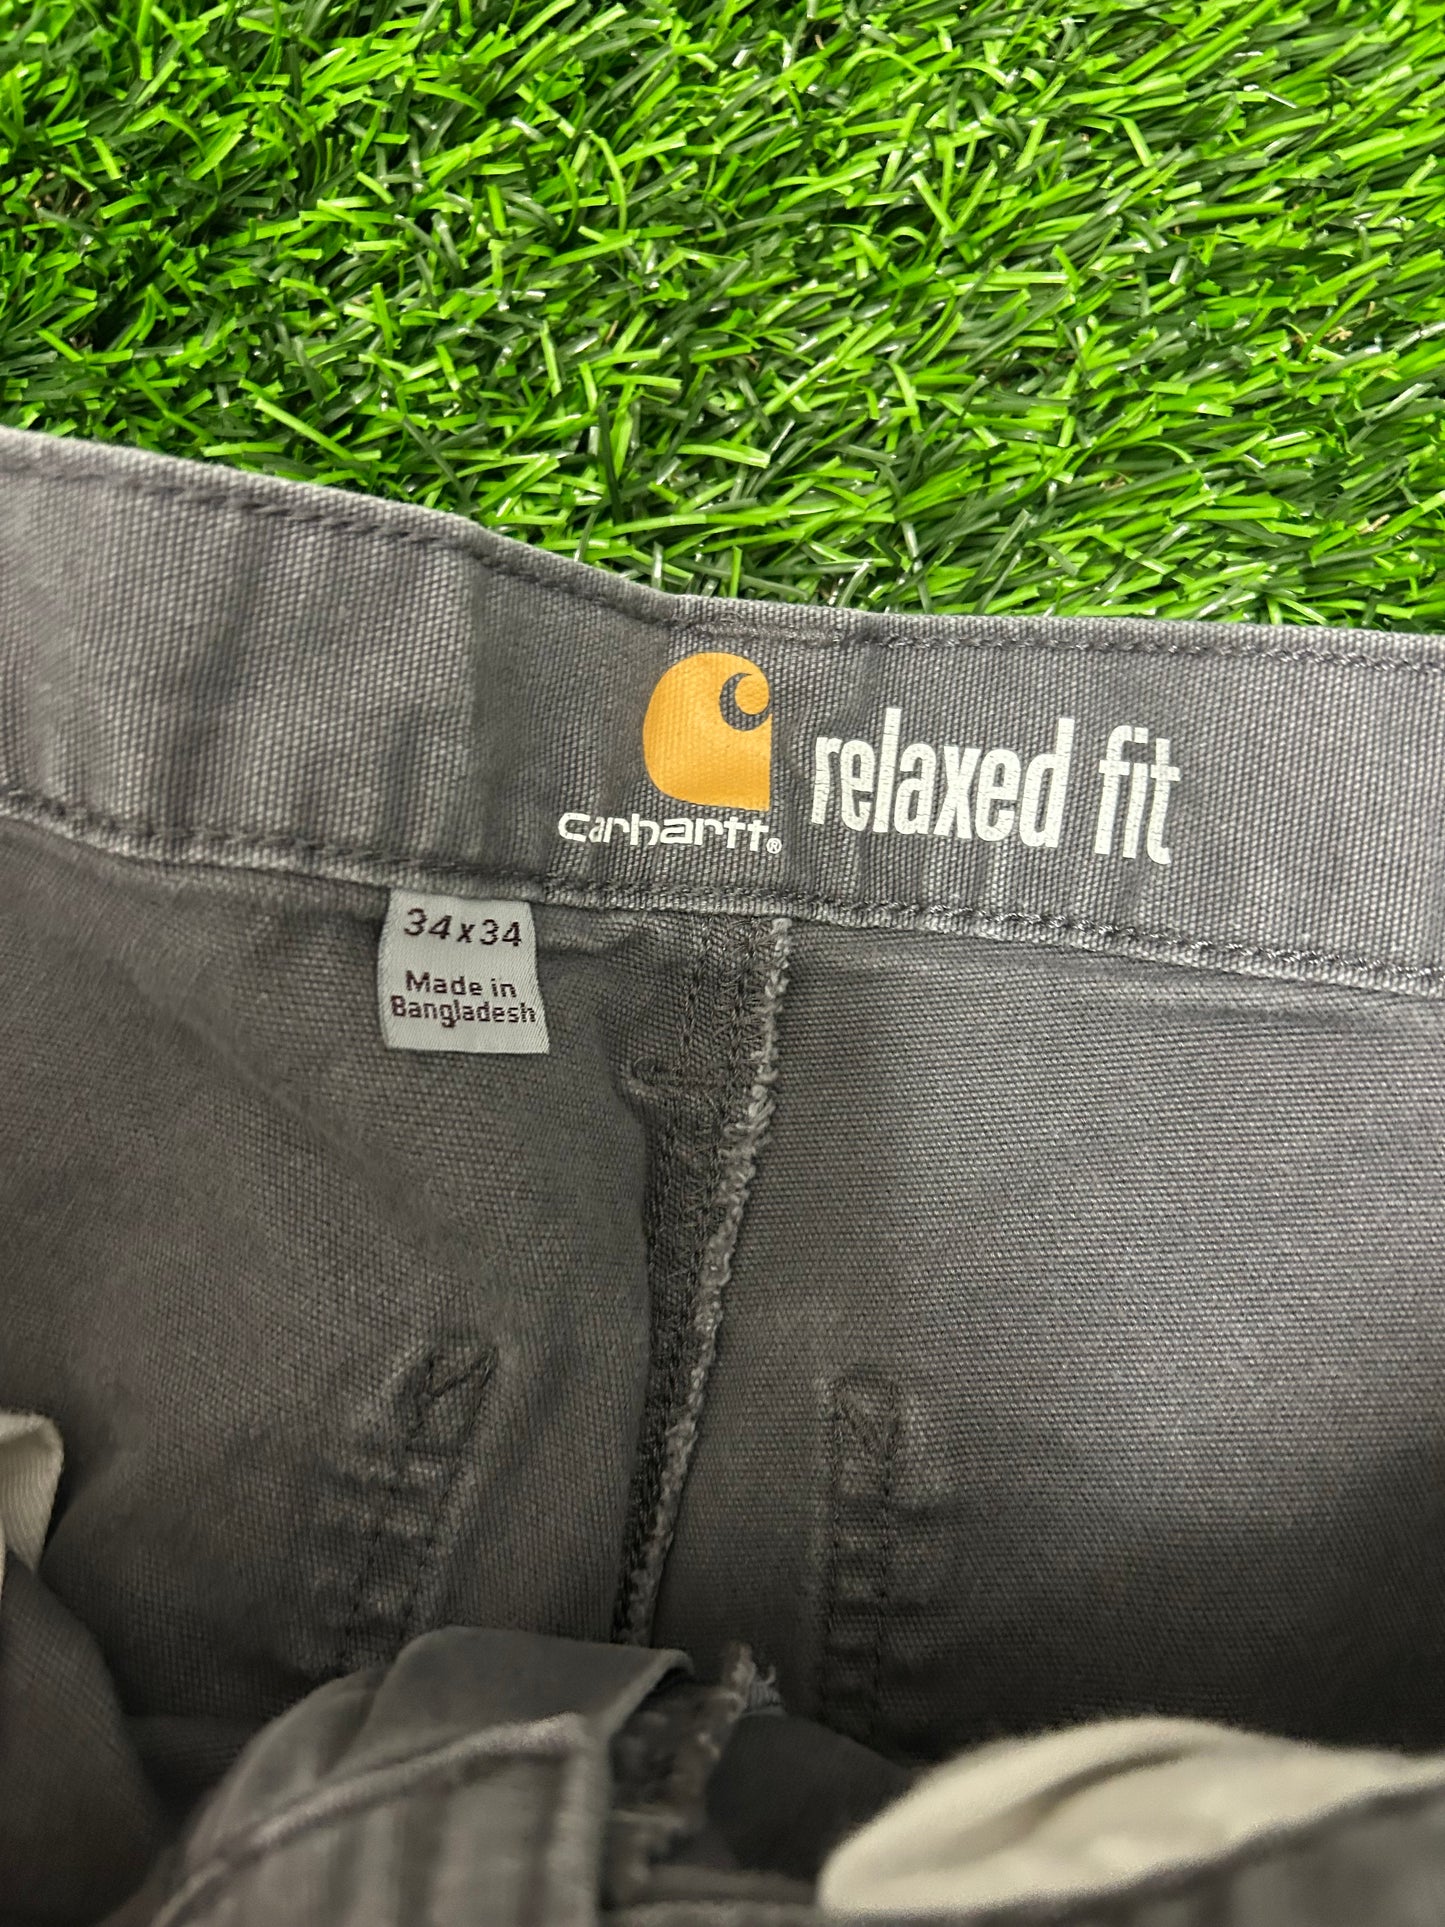 carhartt®
relaxed fit
34x34
Made in
Bangladesh